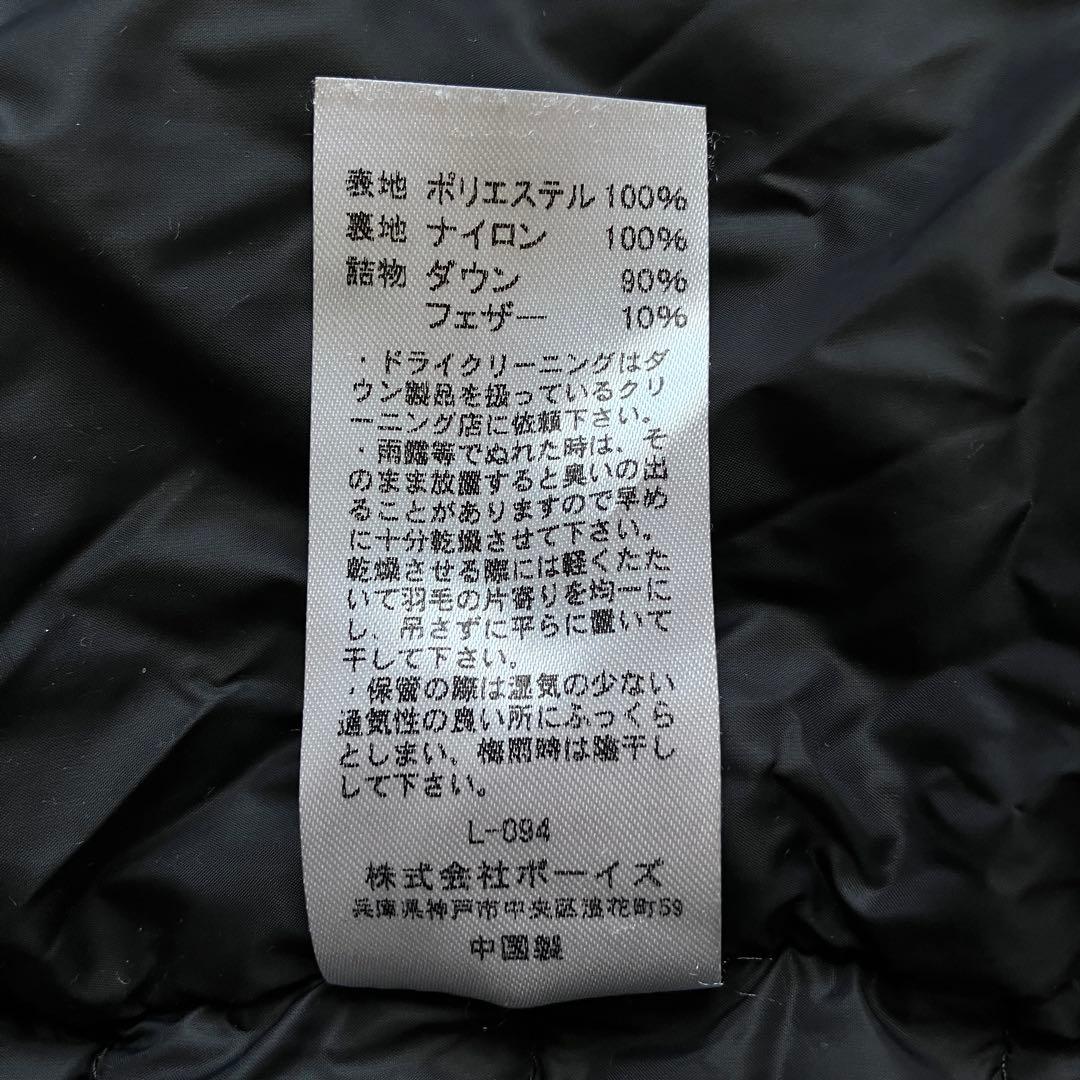 表地 ポリエステル 100%
裏地 ナイロン 100%
詰物 ダウン 90%
フェザー 10%
・ドライクリーニングはダ
ウン製品を扱っているクリ
ーニング店に依頼下さい。
・雨露等でぬれた時は、そ
のまま放置すると臭いの出
ることがありますので早め
に十分乾燥させて下さい。
乾燥させる際には軽くたた
いて羽毛の片寄りを均一に
し、吊さずに平らに置いて
干して下さい。
・保管の際は湿気の少ない
通気性の良い所にふっくら
としまい、梅雨時は陰干し
して下さい。
L-094
株式会社ボーイズ
兵庫県神戸市中央区浪花町59
中国製